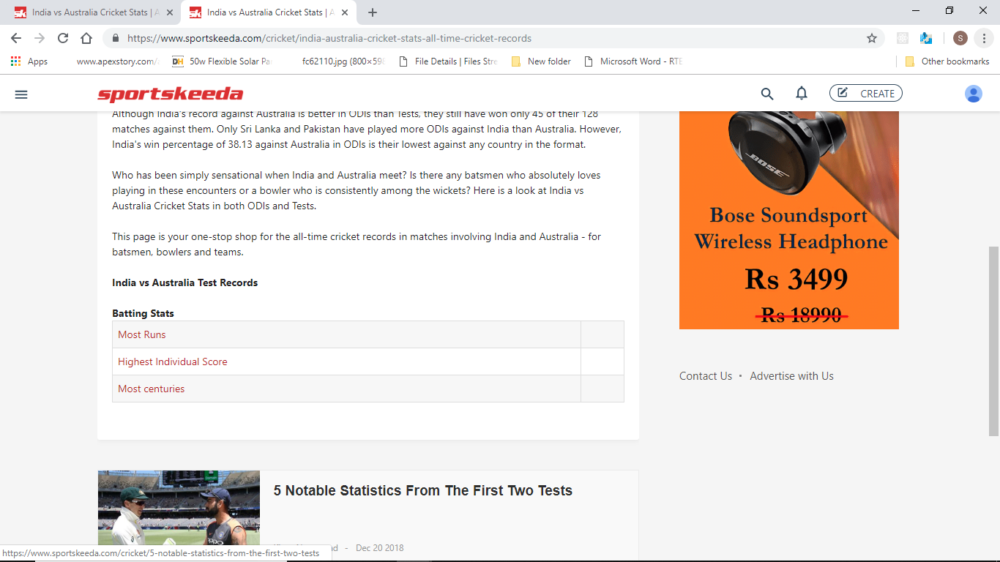 India vs Australia Cricket Stats | A
India vs Australia Cricket Stats | A
https://www.sportskeeda.com/cricket/india-australia-cricket-stats-all-time-cricket-records
S
Apps
www.apexstory.com/
DH
50w Flexible Solar Pa
fc62110.jpg (800×598
File Details | Files Stre
New folder
Microsoft Word - RTE
Other bookmarks
sportskeeda
CREATE
Although India's record against Australia is better in ODIs than Tests, they still have won only 45 of their 128
matches against them. Only Sri Lanka and Pakistan have played more ODIs against India than Australia. However,
India's win percentage of 38.13 against Australia in ODIs is their lowest against any country in the format.
Who has been simply sensational when India and Australia meet? Is there any batsmen who absolutely loves
playing in these encounters or a bowler who is consistently among the wickets? Here is a look at India vs
Australia Cricket Stats in both ODIs and Tests.
This page is your one-stop shop for the all-time cricket records in matches involving India and Australia - for
batsmen, bowlers and teams.
India vs Australia Test Records
Batting Stats
Most Runs
Highest Individual Score
Most centuries
BOSE
Bose Soundsport
Wireless Headphone
Rs 3499
Rs 18990
Contact Us • Advertise with Us
5 Notable Statistics From The First Two Tests
- Dec 20 2018
https://www.sportskeeda.com/cricket/5-notable-statistics-from-the-first-two-tests